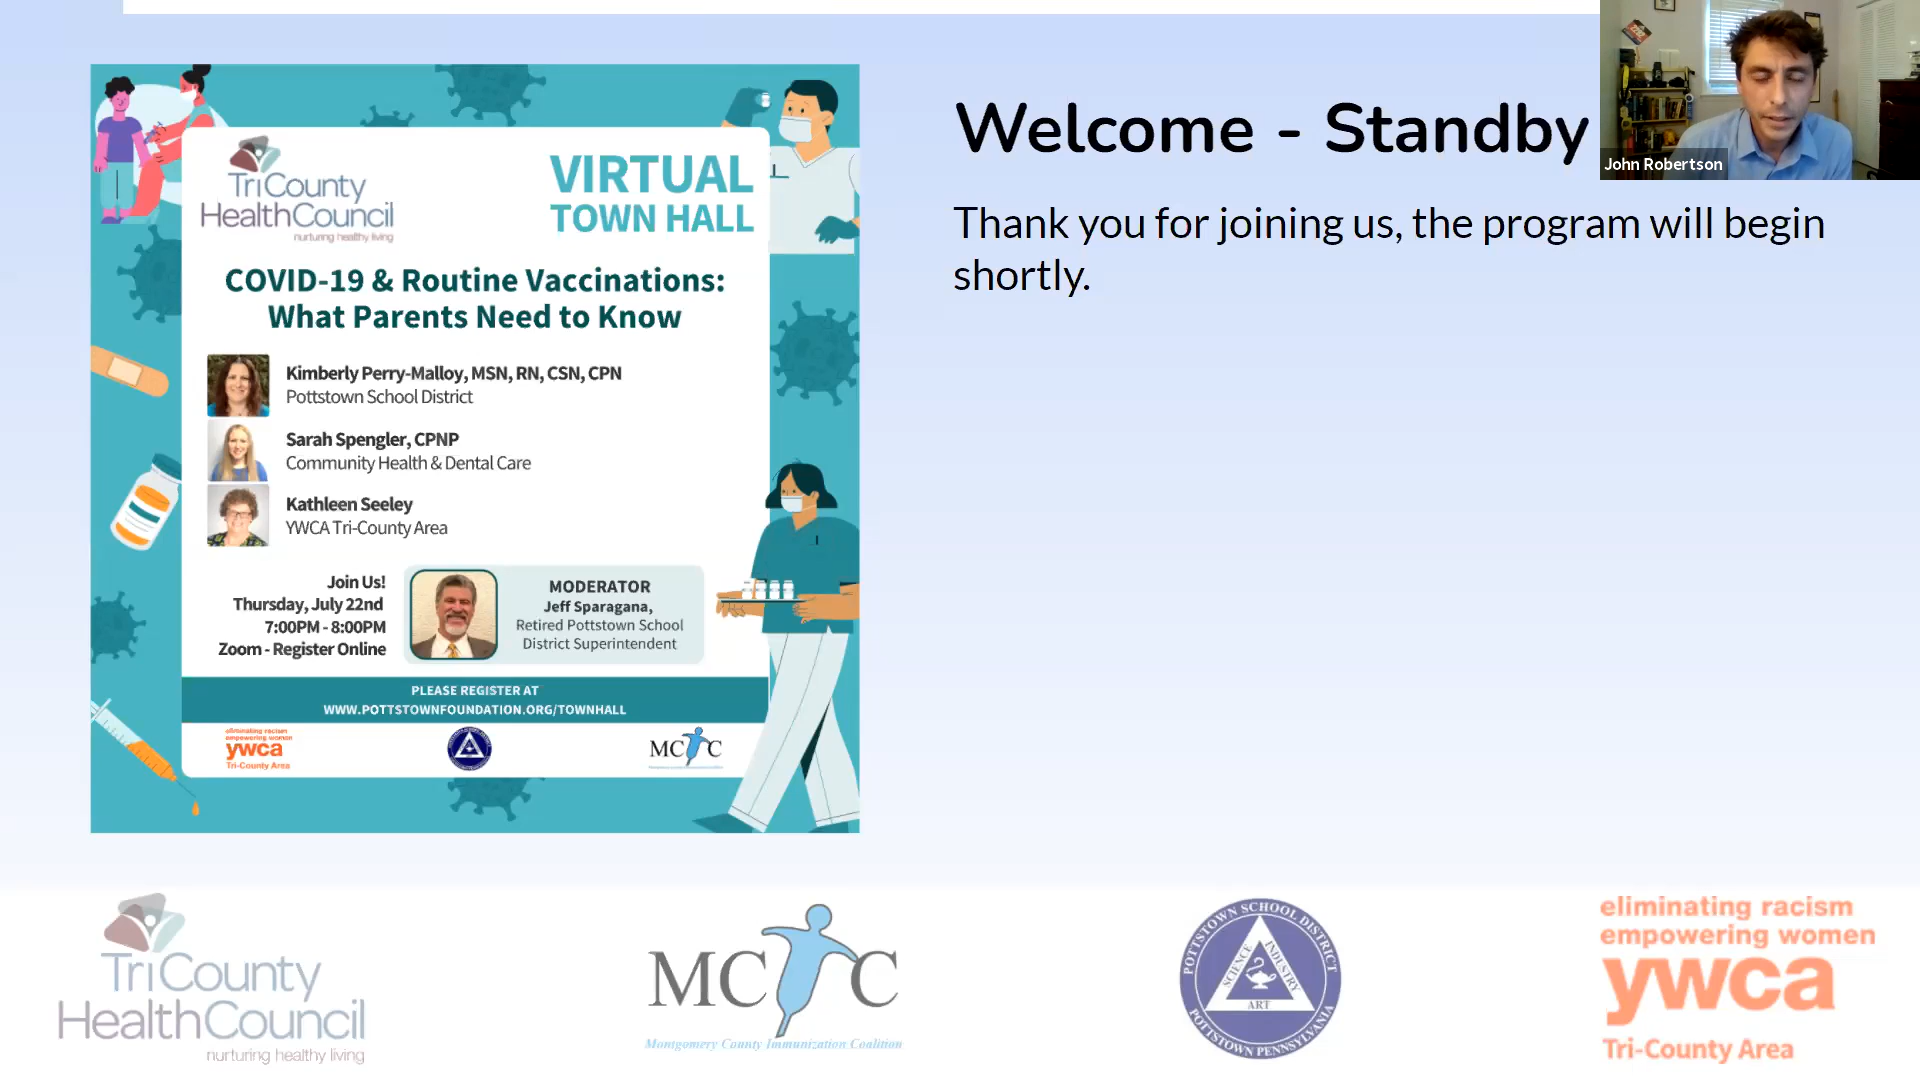 Welcome - Standby
Thank you for joining us, the program will begin
shortly.
John Robertson
TriCounty
HealthCouncil
nurturing healthy living
VIRTUAL
TOWN HALL
COVID-19 & Routine Vaccinations:
What Parents Need to Know
Kimberly Perry-Malloy, MSN, RN, CSN, CPN
Pottstown School District
Sarah Spengler, CPNP
Community Health & Dental Care
Kathleen Seeley
YWCA Tri-County Area
Join Us!
Thursday, July 22nd
7:00PM - 8:00PM
Zoom - Register Online
MODERATOR
Jeff Sparagana,
Retired Pottstown School
District Superintendent
PLEASE REGISTER AT
WWW.POTTSTOWNFOUNDATION.ORG/TOWNHALL
eliminating racism
empowering women
ywca
Tri-County Area
MCIC
TriCounty
HealthCouncil
nurturing healthy living
MCIC
Montgomery County Immunization Coalition
POTTSTOWN SCHOOL DISTRICT
SCIENCE
INDUSTRY
ART
POTTSTOWN PENNSYLVANIA
eliminating racism
empowering women
ywca
Tri-County Area